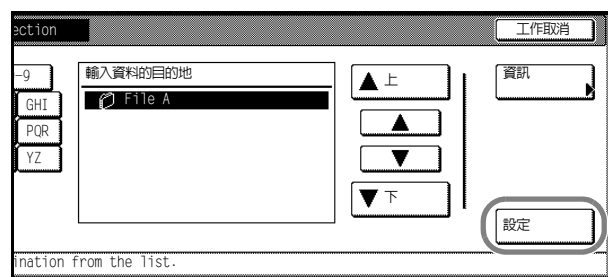 ection
工作取消
-9
GHI
PQR
YZ
輸入資料的目的地
File A
▲上
▲
▼
▼下
資訊
設定
ination from the list.